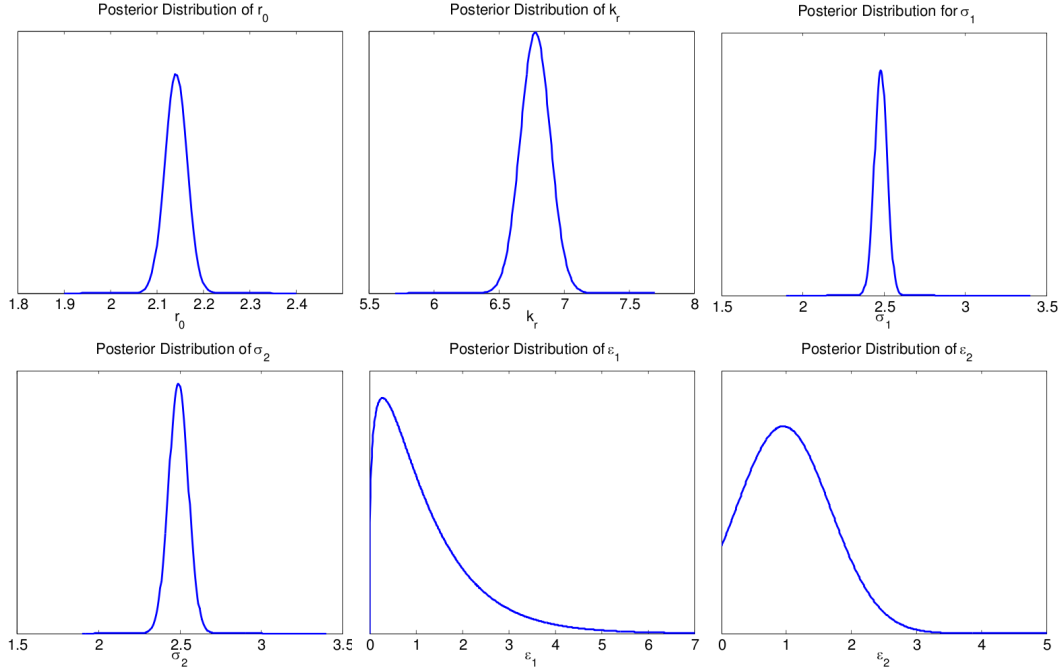 Posterior Distribution of r₀
1.8 1.9 2 2.1 2.2 2.3 2.4 2.5
r₀
Posterior Distribution of kᵣ
5.5 6 6.5 7 7.5 8
kᵣ
Posterior Distribution for σ₁
1.5 2 2.5 3 3.5
σ₁
Posterior Distribution of σ₂
1.5 2 2.5 3 3.5
σ₂
Posterior Distribution of ε₁
0 1 2 3 4 5 6 7
ε₁
Posterior Distribution of ε₂
0 1 2 3 4 5
ε₂